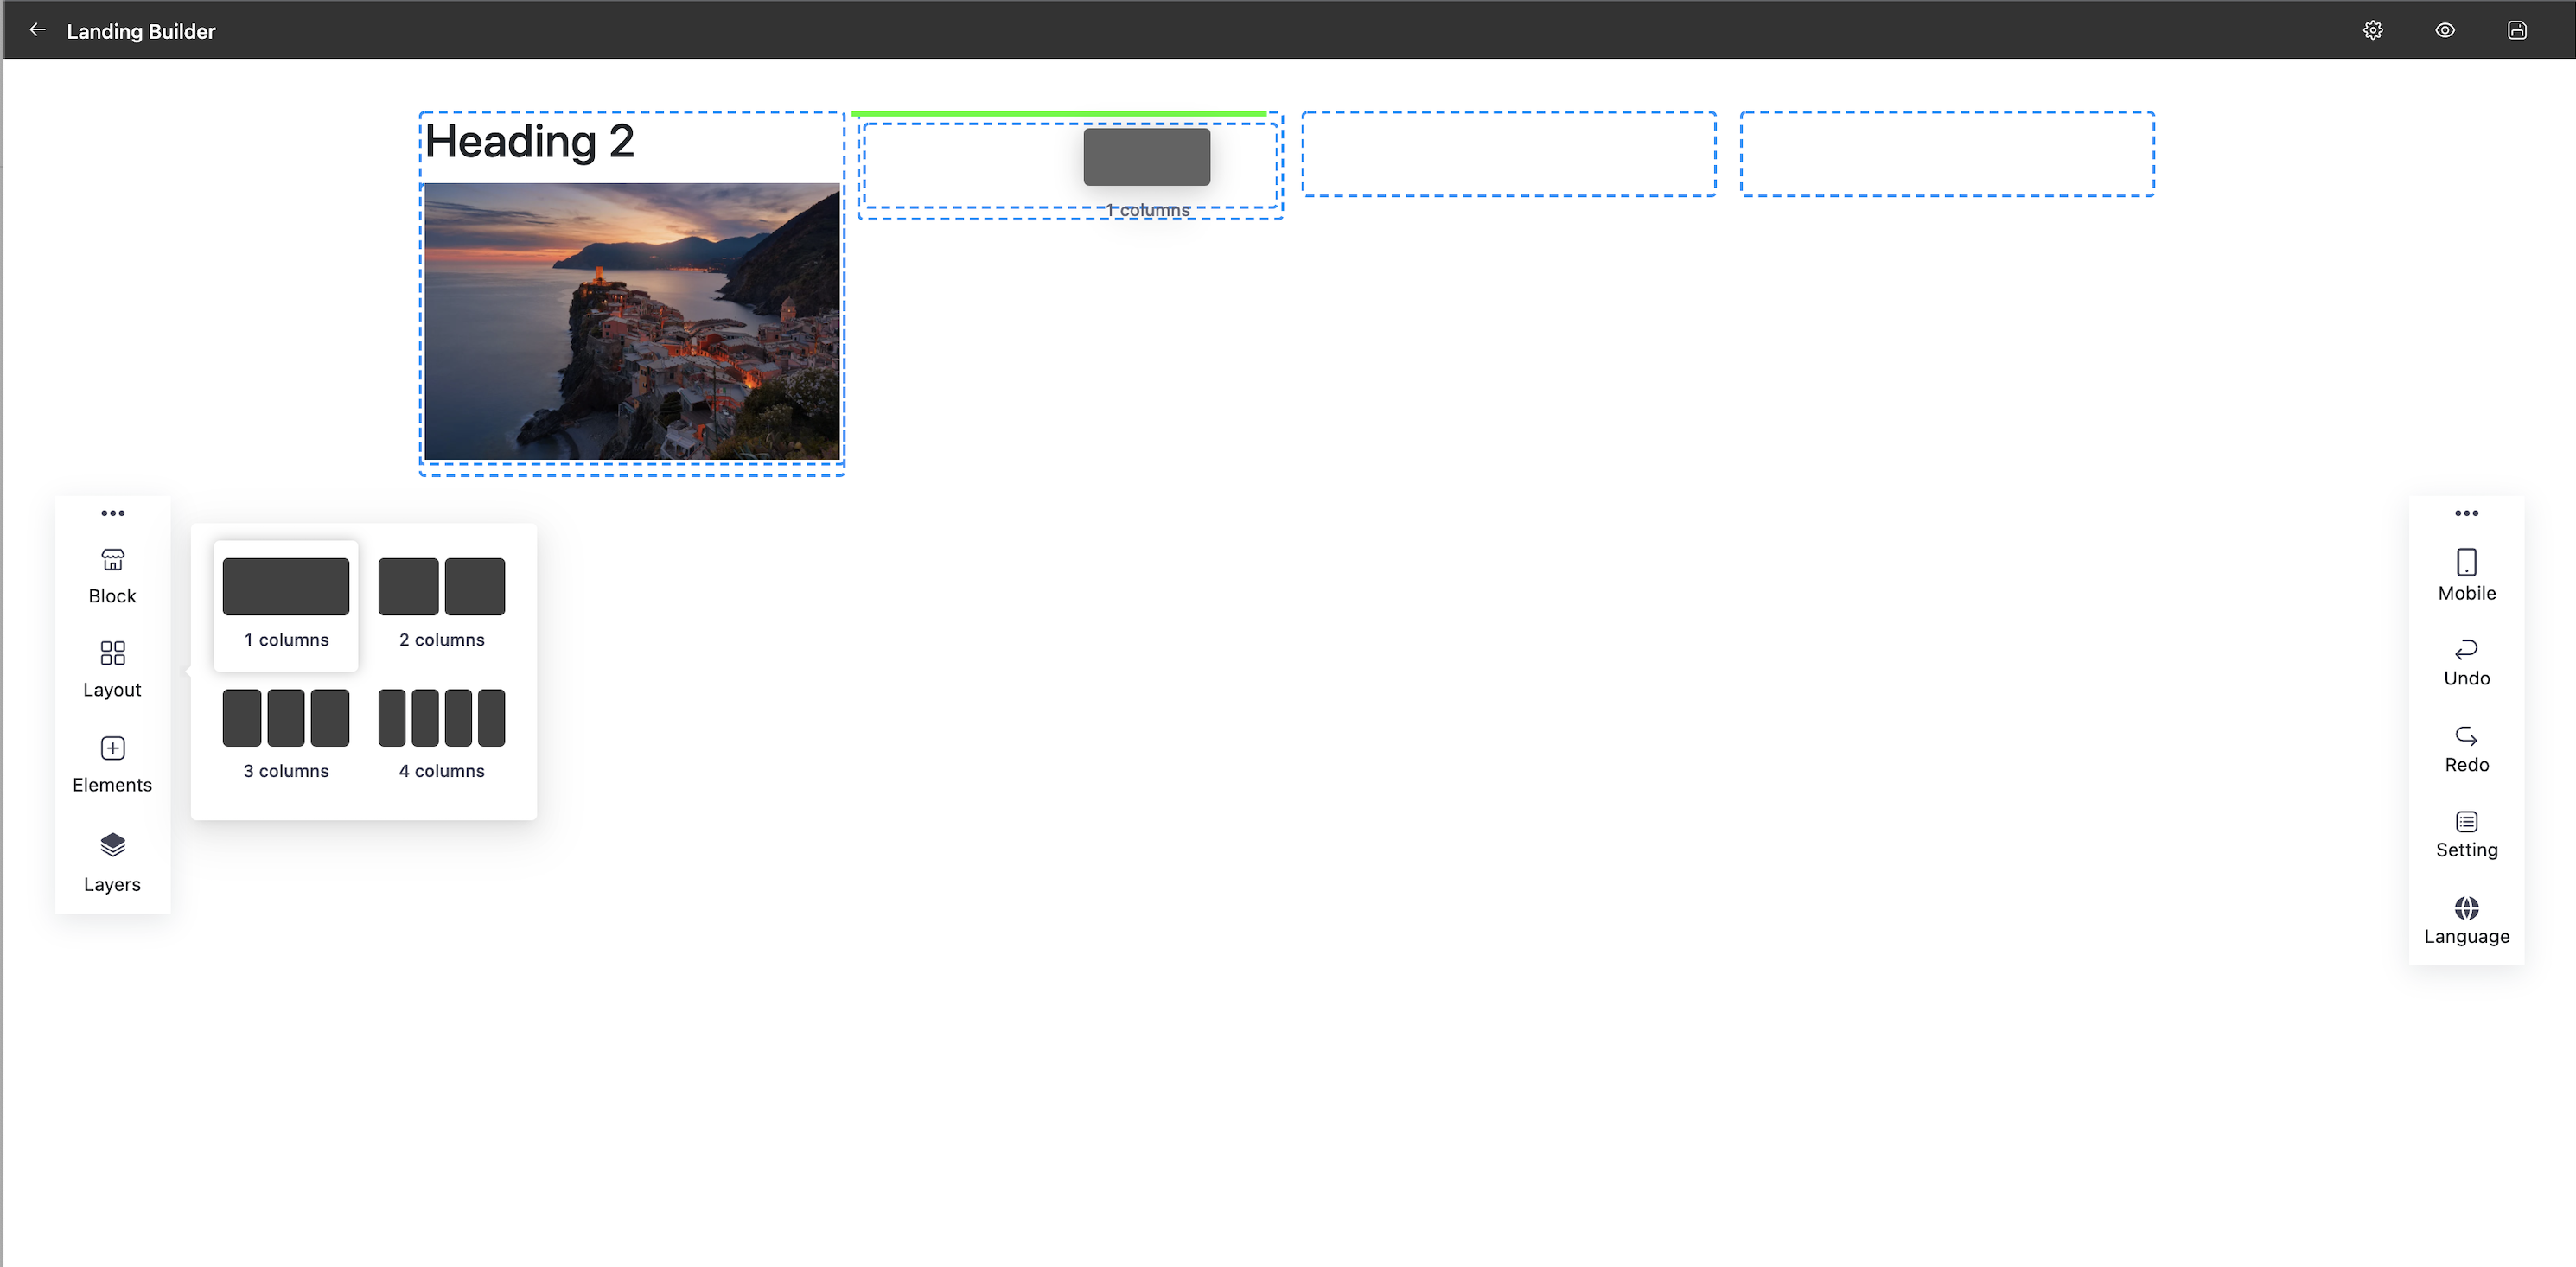 Landing Builder
Heading 2
1 columns
Block
Layout
Elements
Layers
1 columns
2 columns
3 columns
4 columns
Mobile
Undo
Redo
Setting
Language